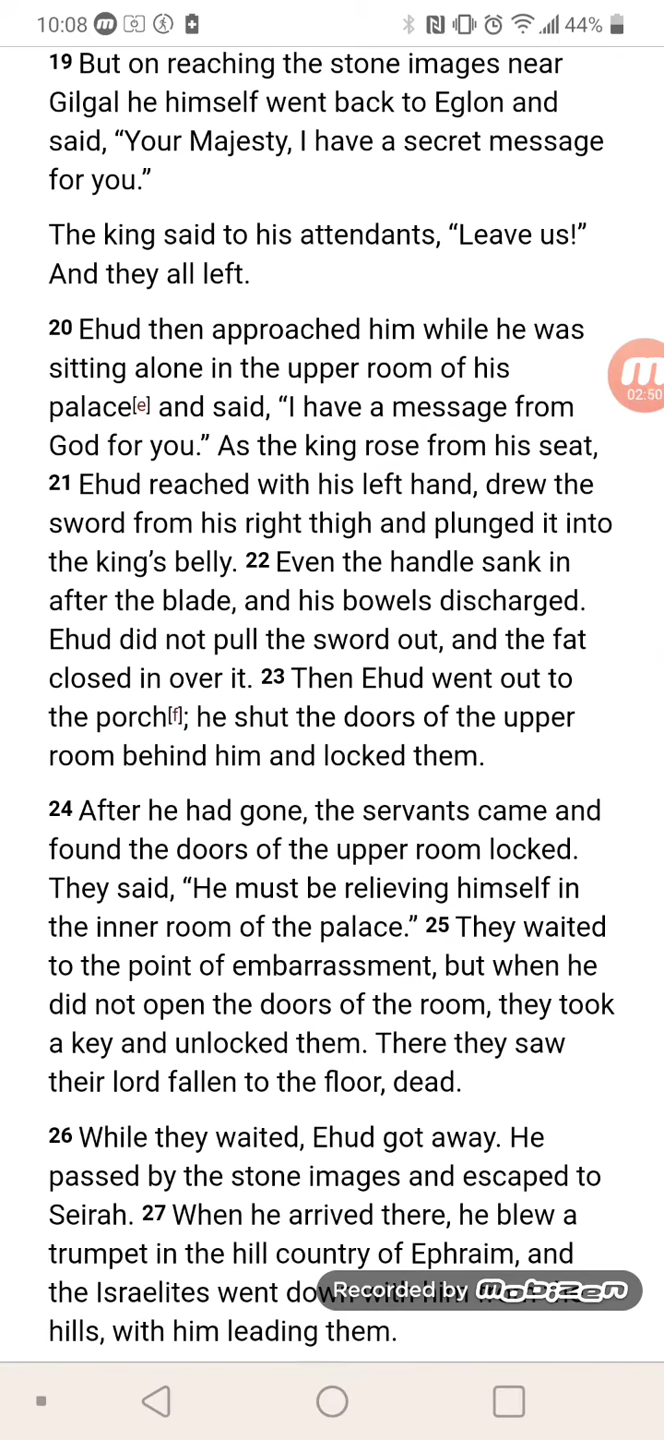 10:08 44%
19 But on reaching the stone images near
Gilgal he himself went back to Eglon and
said, “Your Majesty, I have a secret message
for you.”
The king said to his attendants, “Leave us!”
And they all left.
20 Ehud then approached him while he was
sitting alone in the upper room of his
palace[e] and said, “I have a message from
God for you.” As the king rose from his seat,
02:50
21 Ehud reached with his left hand, drew the
sword from his right thigh and plunged it into
the king’s belly. 22 Even the handle sank in
after the blade, and his bowels discharged.
Ehud did not pull the sword out, and the fat
closed in over it. 23 Then Ehud went out to
the porch[f]; he shut the doors of the upper
room behind him and locked them.
24 After he had gone, the servants came and
found the doors of the upper room locked.
They said, “He must be relieving himself in
the inner room of the palace.” 25 They waited
to the point of embarrassment, but when he
did not open the doors of the room, they took
a key and unlocked them. There they saw
their lord fallen to the floor, dead.
26 While they waited, Ehud got away. He
passed by the stone images and escaped to
Seirah. 27 When he arrived there, he blew a
trumpet in the hill country of Ephraim, and
the Israelites went down with him
Recorded by mobizen
hills, with him leading them.